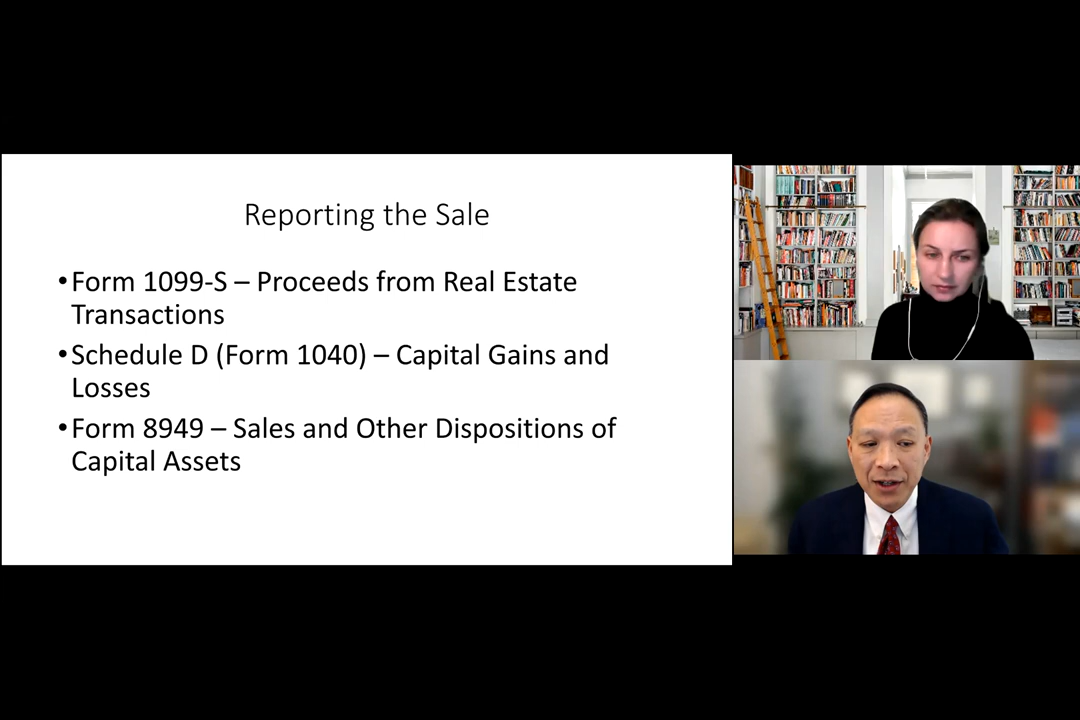 Reporting the Sale
•Form 1099-S – Proceeds from Real Estate
Transactions
•Schedule D (Form 1040) – Capital Gains and
Losses
•Form 8949 – Sales and Other Dispositions of
Capital Assets